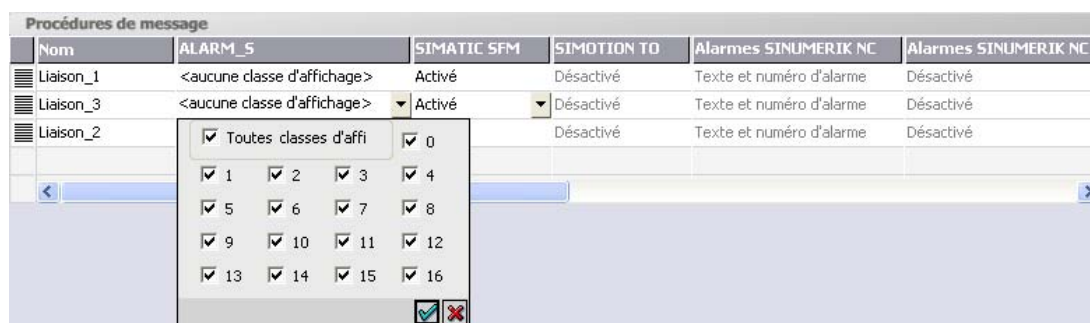 Procédures de message
Nom ALARM_S SIMATIC SFM SIMOTION TO Alarmes SINUMERIK NC Alarmes SINUMERIK NC
Liaison_1 <aucune classe d'affichage> Activé Désactivé Texte et numéro d'alarme Désactivé
Liaison_3 <aucune classe d'affichage> Activé Désactivé Texte et numéro d'alarme Désactivé
Liaison_2 Désactivé Texte et numéro d'alarme Désactivé
Toutes classes d'affi 0
1 2 3 4
5 6 7 8
9 10 11 12
13 14 15 16